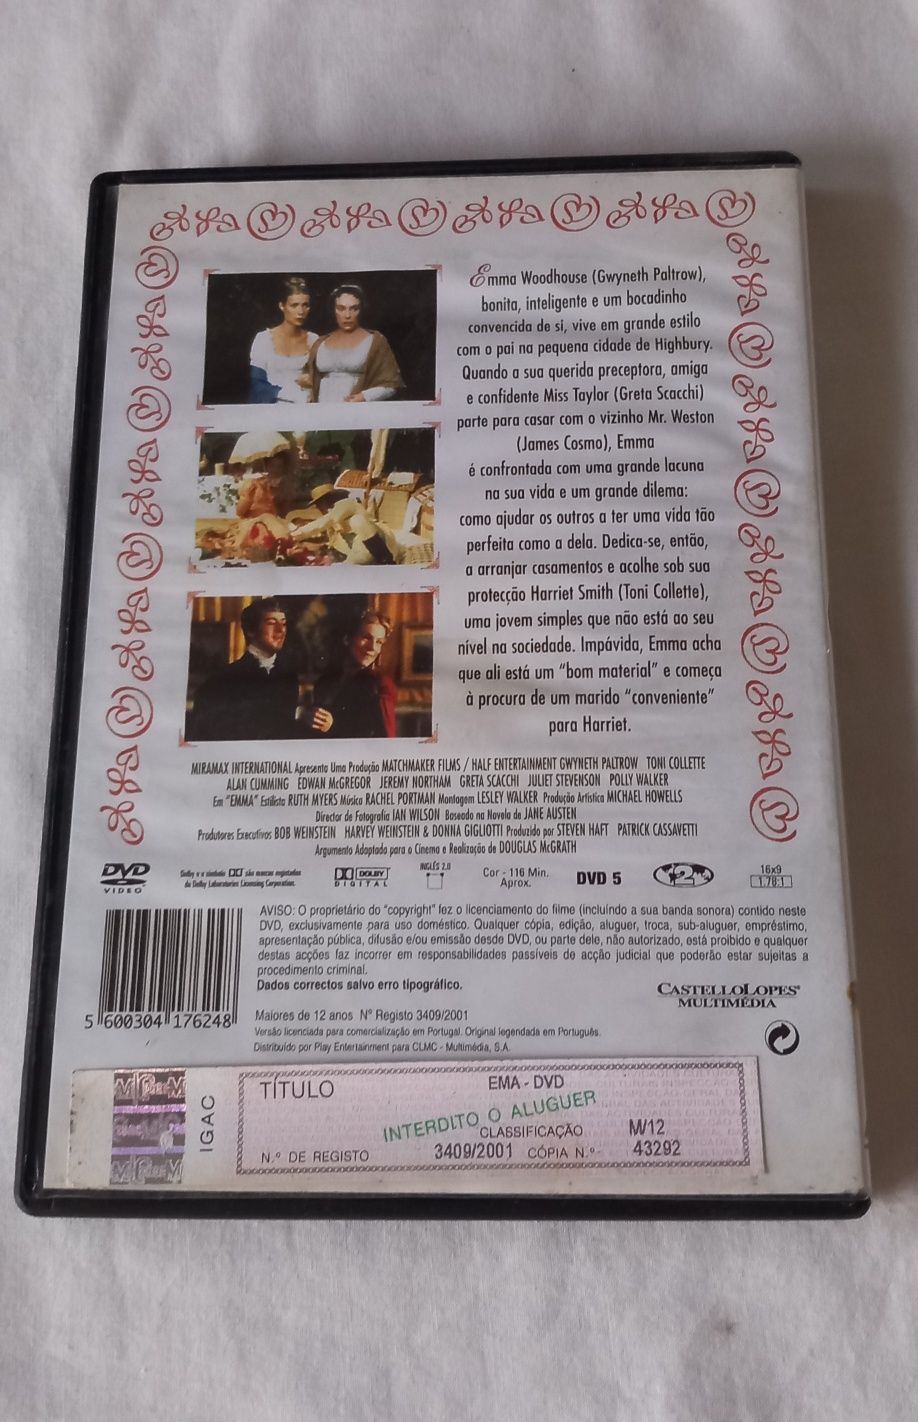 Emma Woodhouse (Gwyneth Paltrow),
bonita, inteligente e um bocadinho
convencida de si, vive em grande estilo
com o pai na pequena cidade de Highbury.
Quando a sua querida preceptora, amiga
e confidente Miss Taylor (Greta Scacchi)
parte para casar com o vizinho Mr. Weston
(James Cosmo), Emma
é confrontada com uma grande lacuna
na sua vida e um grande dilema:
como ajudar os outros a ter uma vida tão
perfeita como a dela. Dedica-se, então,
a arranjar casamentos e acolhe sob sua
protecção Harriet Smith (Toni Collette),
uma jovem simples que não está ao seu
nível na sociedade. Impávida, Emma acha
que ali está um "bom material" e começa
à procura de um marido "conveniente"
para Harriet.
MIRAMAX INTERNATIONAL Apresenta Uma Produção MATCHMAKER FILMS / HALF ENTERTAINMENT GWYNETH PALTROW TONI COLLETTE
ALAN CUMMING EDWAN McGREGOR JEREMY NORTHAM GRETA SCACCHI JULIET STEVENSON POLLY WALKER
Em "EMMA" Estilista RUTH MYERS Música RACHEL PORTMAN Montagem LESLEY WALKER Produção Artística MICHAEL HOWELLS
Director de Fotografia IAN WILSON Baseado na Novela de JANE AUSTEN
Produtores Executivos BOB WEINSTEIN HARVEY WEINSTEIN & DONNA GIGLIOTTI Produzido por STEVEN HAFT PATRICK CASSAVETTI
Argumento Adaptado para o Cinema e Realização de DOUGLAS McGRATH
DVD VIDEO
Dolby e o símbolo DD são marcas registadas
da Dolby Laboratories Licensing Corporation.
DOLBY DIGITAL
INGLÊS 2.0
Cor - 116 Min.
Aprox.
DVD 5
2
16x9
1.78:1
AVISO: O proprietário do "copyright" fez o licenciamento do filme (incluíndo a sua banda sonora) contido neste
DVD, exclusivamente para uso doméstico. Qualquer cópia, edição, aluguer, troca, sub-aluguer, empréstimo,
apresentação pública, difusão e/ou emissão desde DVD, ou parte dele, não autorizado, está proibido e qualquer
destas acções faz incorrer em responsabilidades passíveis de acção judicial que poderão estar sujeitas a
procedimento criminal.
Dados correctos salvo erro tipográfico.
CASTELLOLOPES
MULTIMÉDIA
5 600304 176248
Maiores de 12 anos Nº Registo 3409/2001
Versão licenciada para comercialização em Portugal. Original legendada em Português.
Distribuído por Play Entertainment para CLMC - Multimédia, S.A.
IGAC
TÍTULO EMA - DVD
INTERDITO O ALUGUER
CLASSIFICAÇÃO M/12
N.º DE REGISTO 3409/2001 CÓPIA N.º 43292